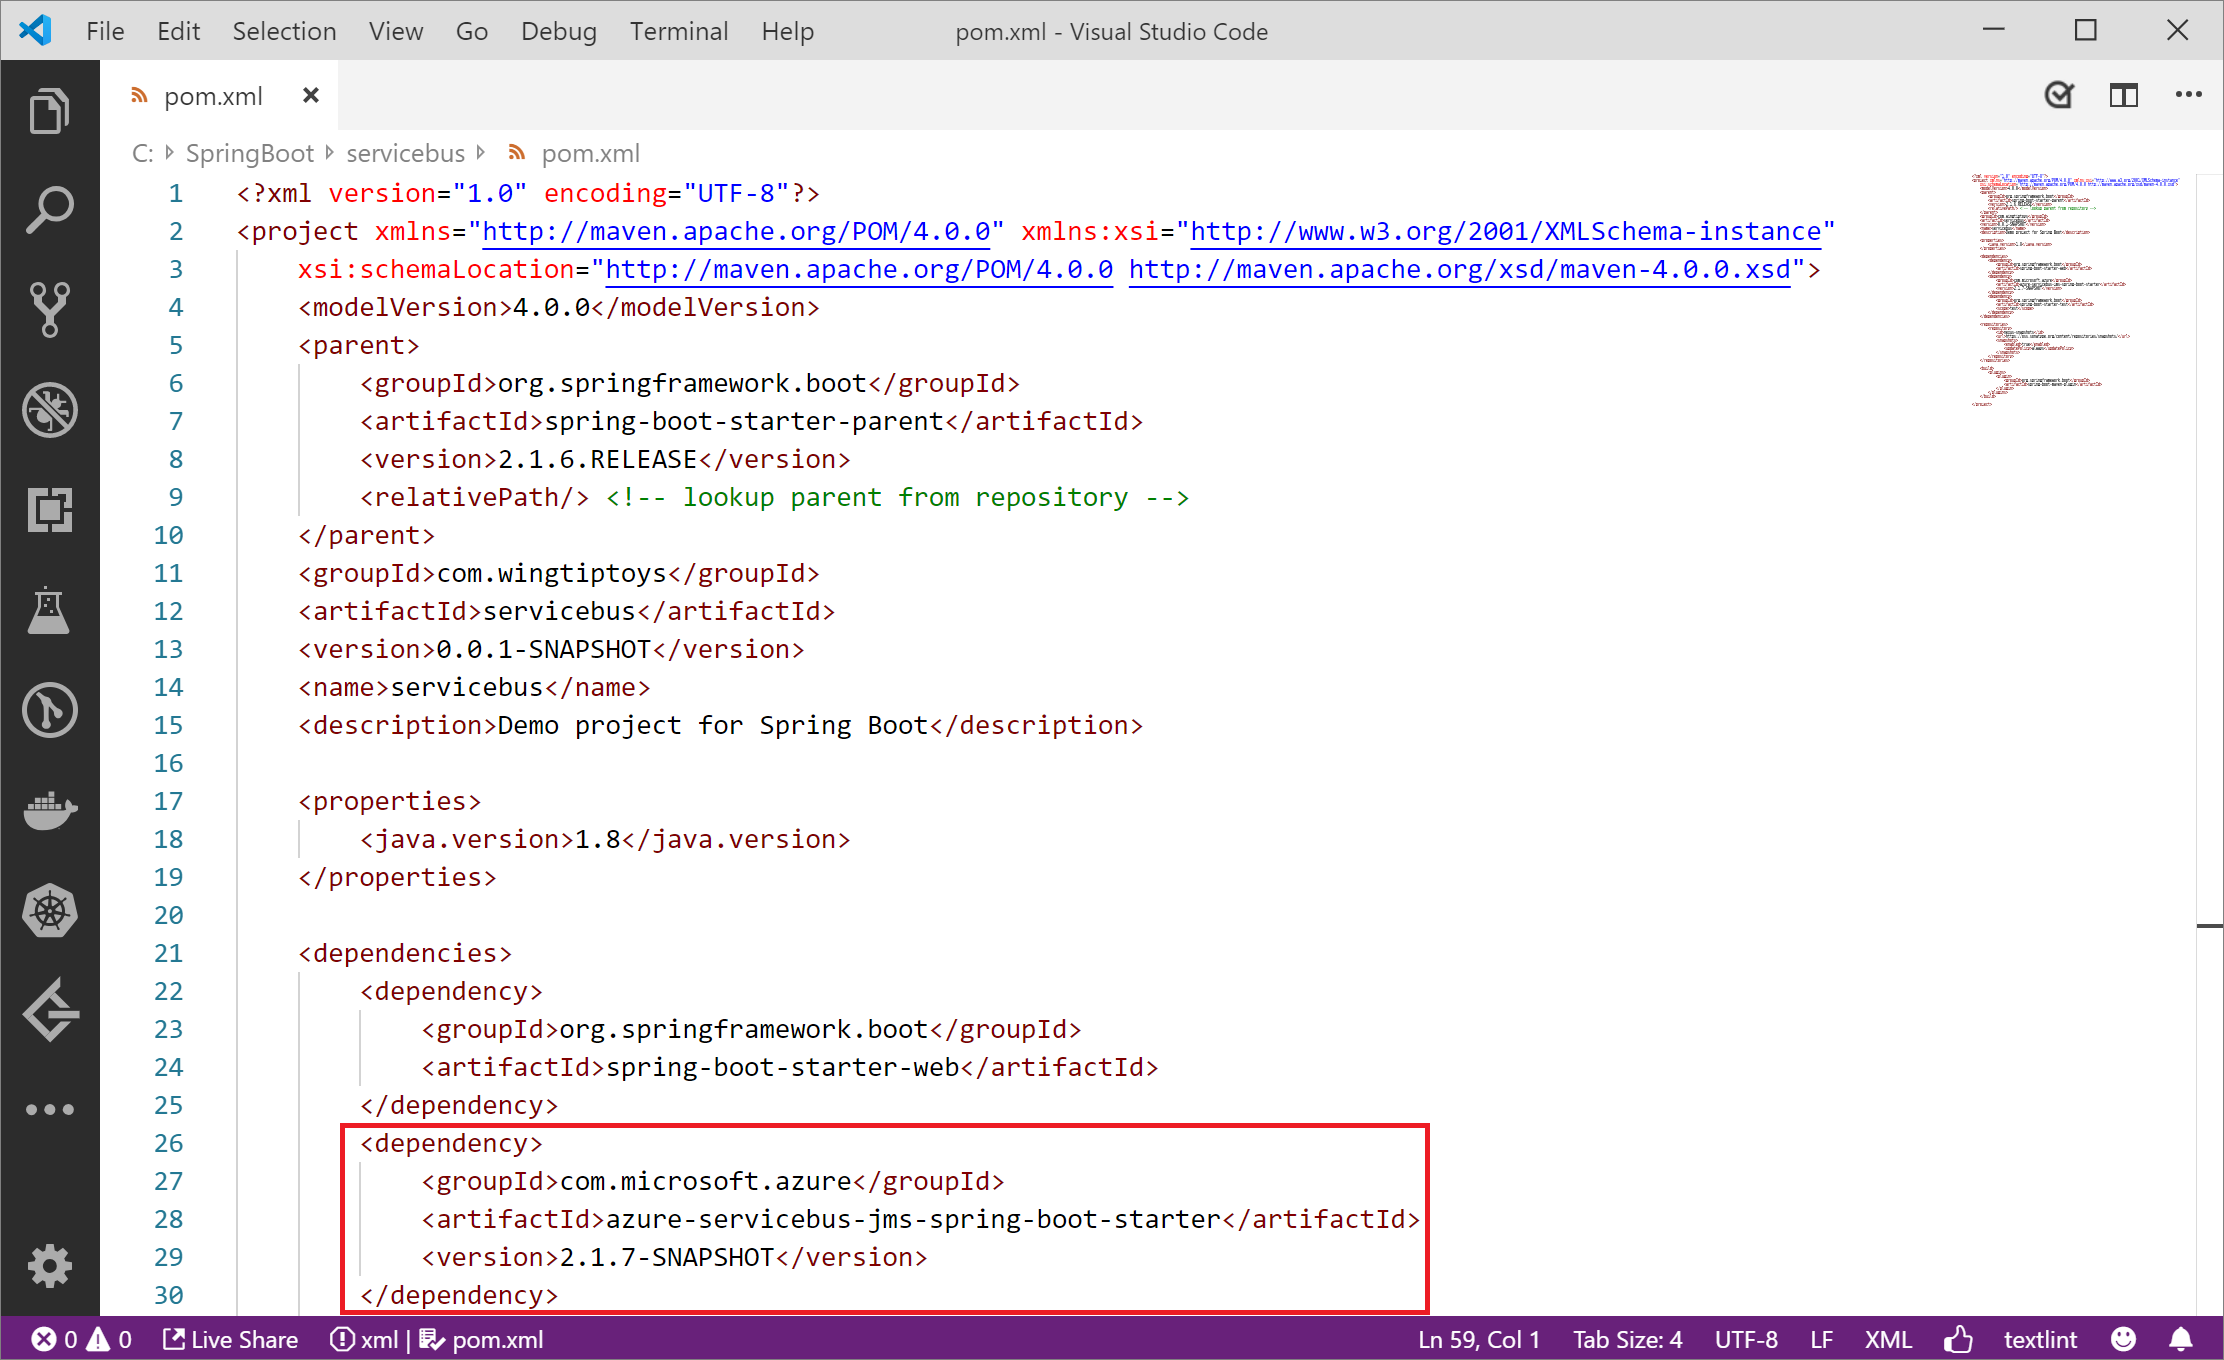 File Edit Selection View Go Debug Terminal Help pom.xml - Visual Studio Code
pom.xml
C: SpringBoot servicebus pom.xml
1 <?xml version="1.0" encoding="UTF-8"?>
2 <project xmlns="http://maven.apache.org/POM/4.0.0" xmlns:xsi="http://www.w3.org/2001/XMLSchema-instance"
3 xsi:schemaLocation="http://maven.apache.org/POM/4.0.0 http://maven.apache.org/xsd/maven-4.0.0.xsd">
4 <modelVersion>4.0.0</modelVersion>
5 <parent>
6 <groupId>org.springframework.boot</groupId>
7 <artifactId>spring-boot-starter-parent</artifactId>
8 <version>2.1.6.RELEASE</version>
9 <relativePath/> <!-- lookup parent from repository -->
10 </parent>
11 <groupId>com.wingtiptoys</groupId>
12 <artifactId>servicebus</artifactId>
13 <version>0.0.1-SNAPSHOT</version>
14 <name>servicebus</name>
15 <description>Demo project for Spring Boot</description>
16
17 <properties>
18 <java.version>1.8</java.version>
19 </properties>
20
21 <dependencies>
22 <dependency>
23 <groupId>org.springframework.boot</groupId>
24 <artifactId>spring-boot-starter-web</artifactId>
25 </dependency>
26 <dependency>
27 <groupId>com.microsoft.azure</groupId>
28 <artifactId>azure-servicebus-jms-spring-boot-starter</artifactId>
29 <version>2.1.7-SNAPSHOT</version>
30 </dependency>
0 0 Live Share xml | pom.xml Ln 59, Col 1 Tab Size: 4 UTF-8 LF XML textlint